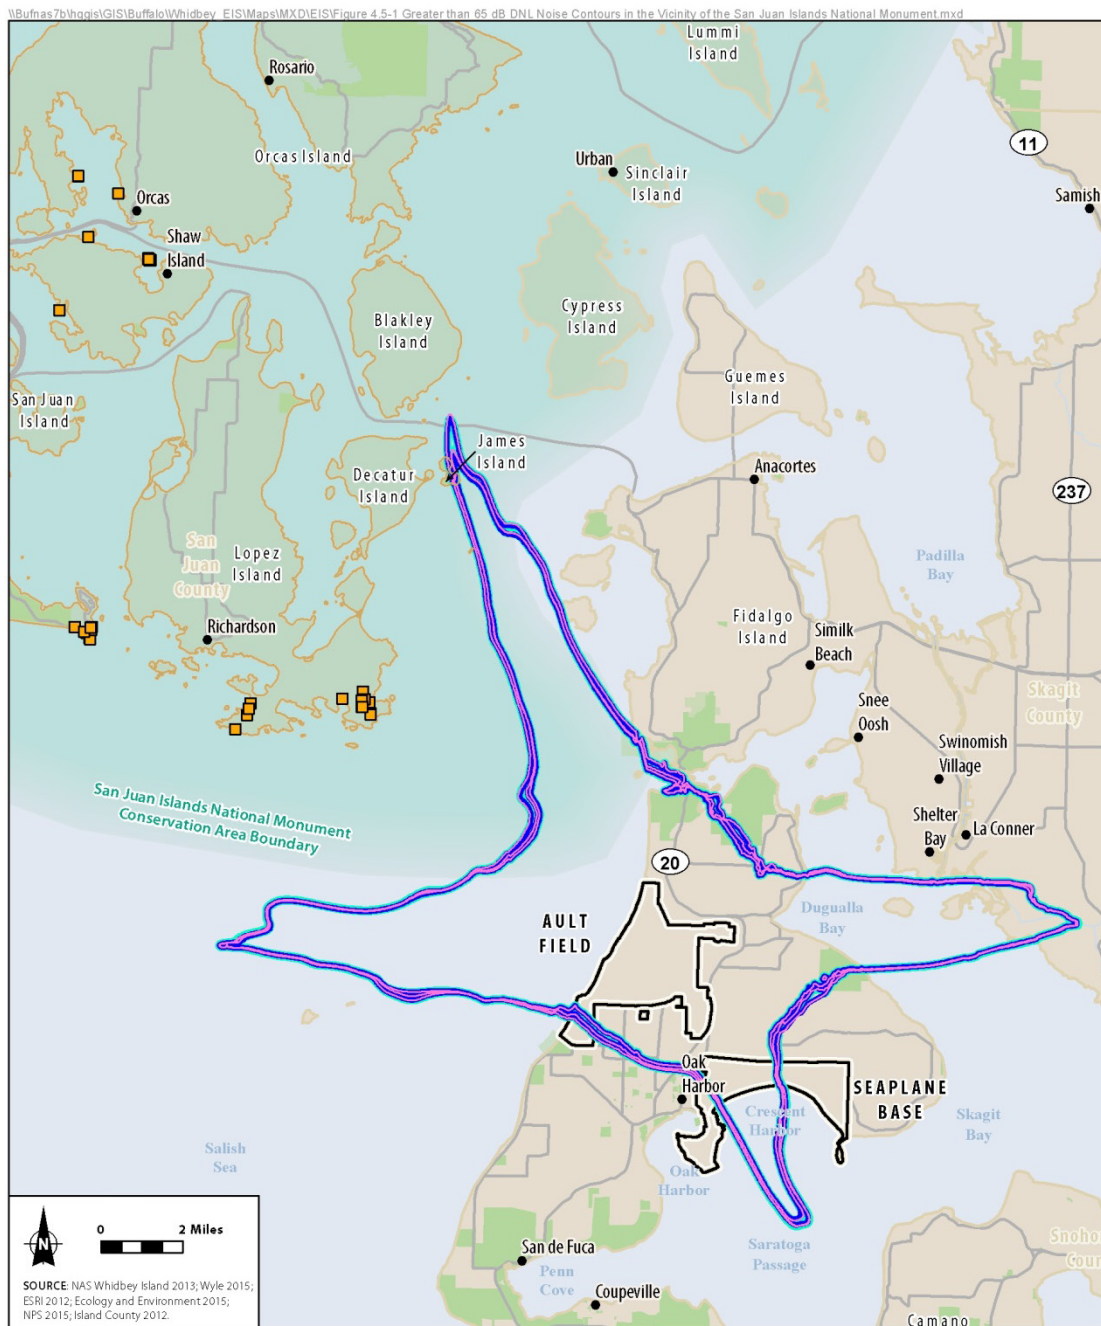 \\Bufnas7b\hqgis\GIS\Buffalo\Whidbey_EIS\Maps\MXD\EIS\Figure 4.5-1 Greater than 65 dB DNL Noise Contours in the Vicinity of the San Juan Islands National Monument.mxd
Lummi
Island
Rosario
Orcas Island
Urban
Sinclair
Island
11
Samish
Orcas
Shaw
Island
Cypress
Island
Blakley
Island
Guemes
Island
San Juan
Island
James
Island
Decatur
Island
Anacortes
237
San
Juan
County
Lopez
Island
Padilla
Bay
Richardson
Fidalgo
Island
Similk
Beach
Skagit
County
Snee
Oosh
Swinomish
Village
San Juan Islands National Monument
Conservation Area Boundary
Shelter
Bay
La Conner
20
AULT
FIELD
Dugualla
Bay
Oak
Harbor
SEAPLANE
BASE
Crescent
Harbor
Skagit
Bay
Salish
Sea
Oak
Harbor
0 2 Miles
N
San de Fuca
Saratoga
Passage
Penn
Cove
Coupeville
Camano
SOURCE: NAS Whidbey Island 2013; Wyle 2015;
ESRI 2012; Ecology and Environment 2015;
NPS 2015; Island County 2012.